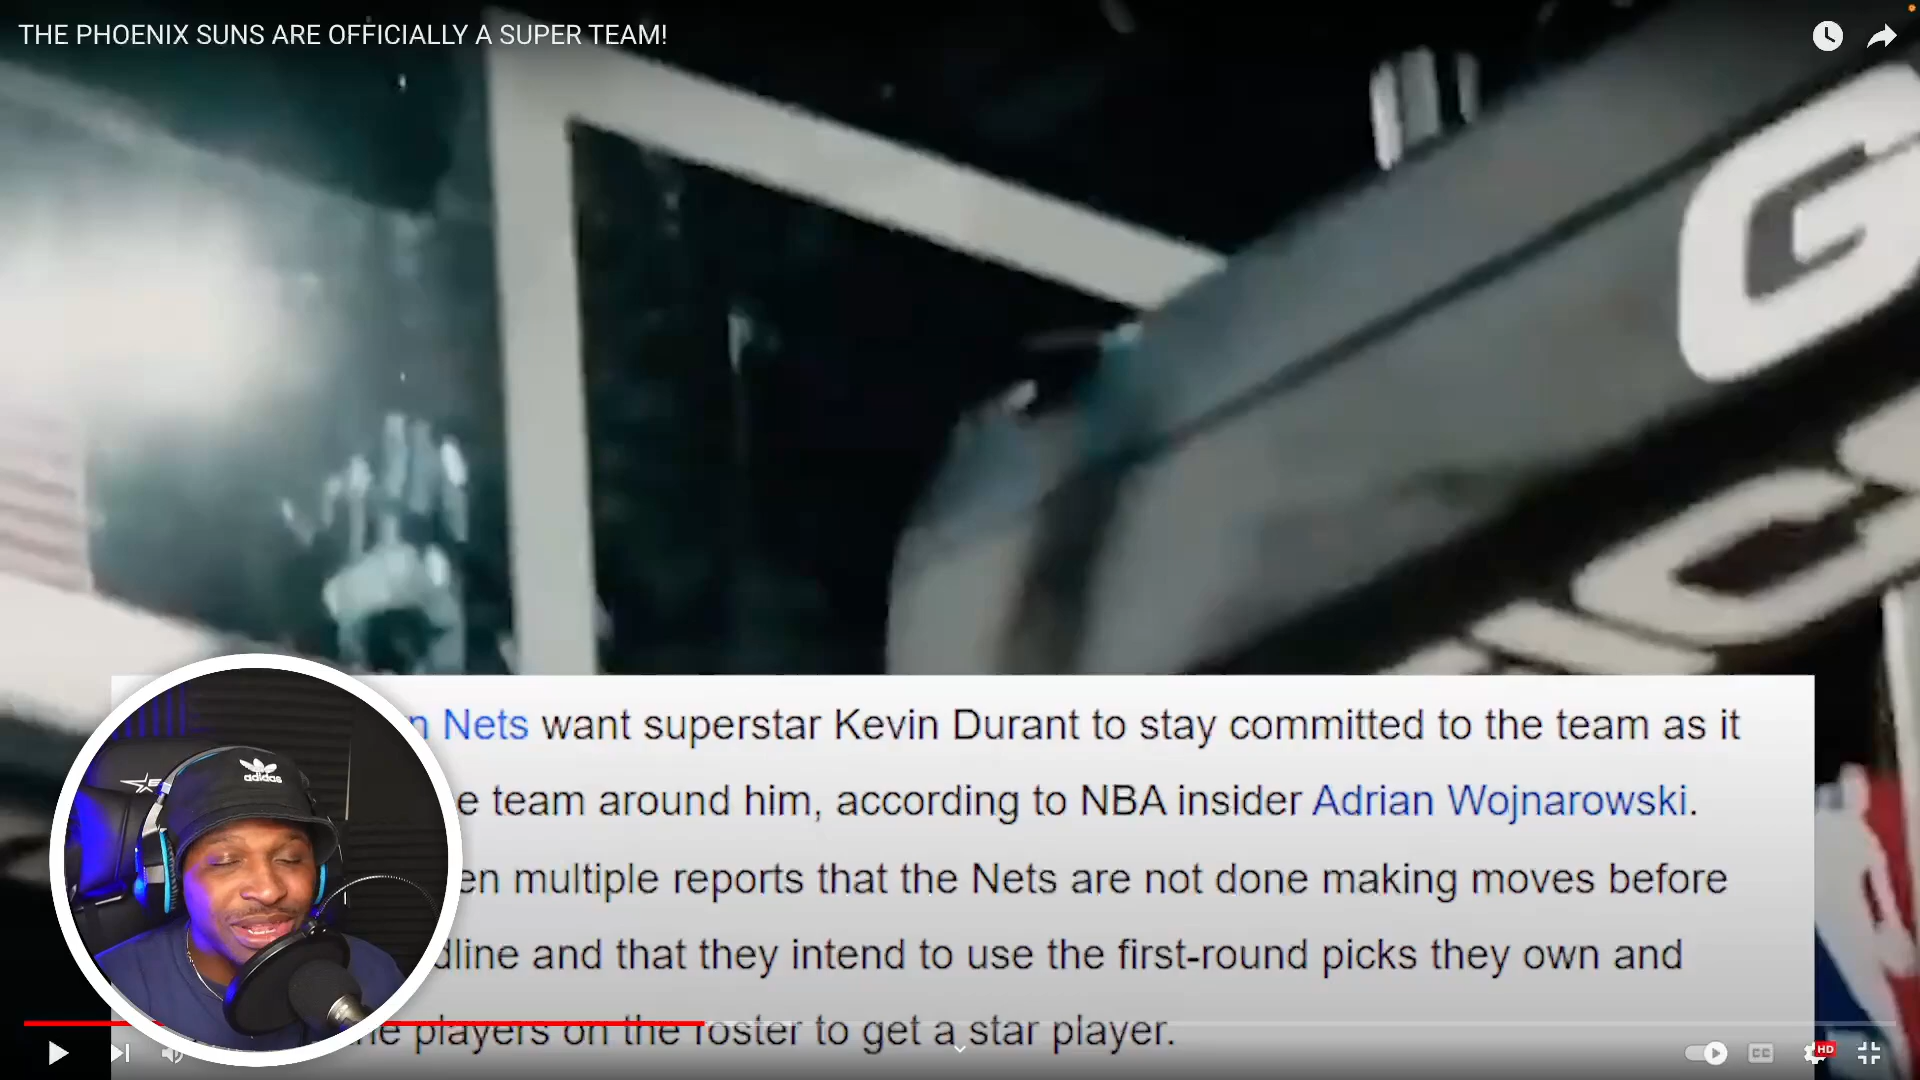 THE PHOENIX SUNS ARE OFFICIALLY A SUPER TEAM!
G
n Nets want superstar Kevin Durant to stay committed to the team as it
e team around him, according to NBA insider Adrian Wojnarowski.
en multiple reports that the Nets are not done making moves before
dline and that they intend to use the first-round picks they own and
he players on the roster to get a star player.
adidas
CC
HD